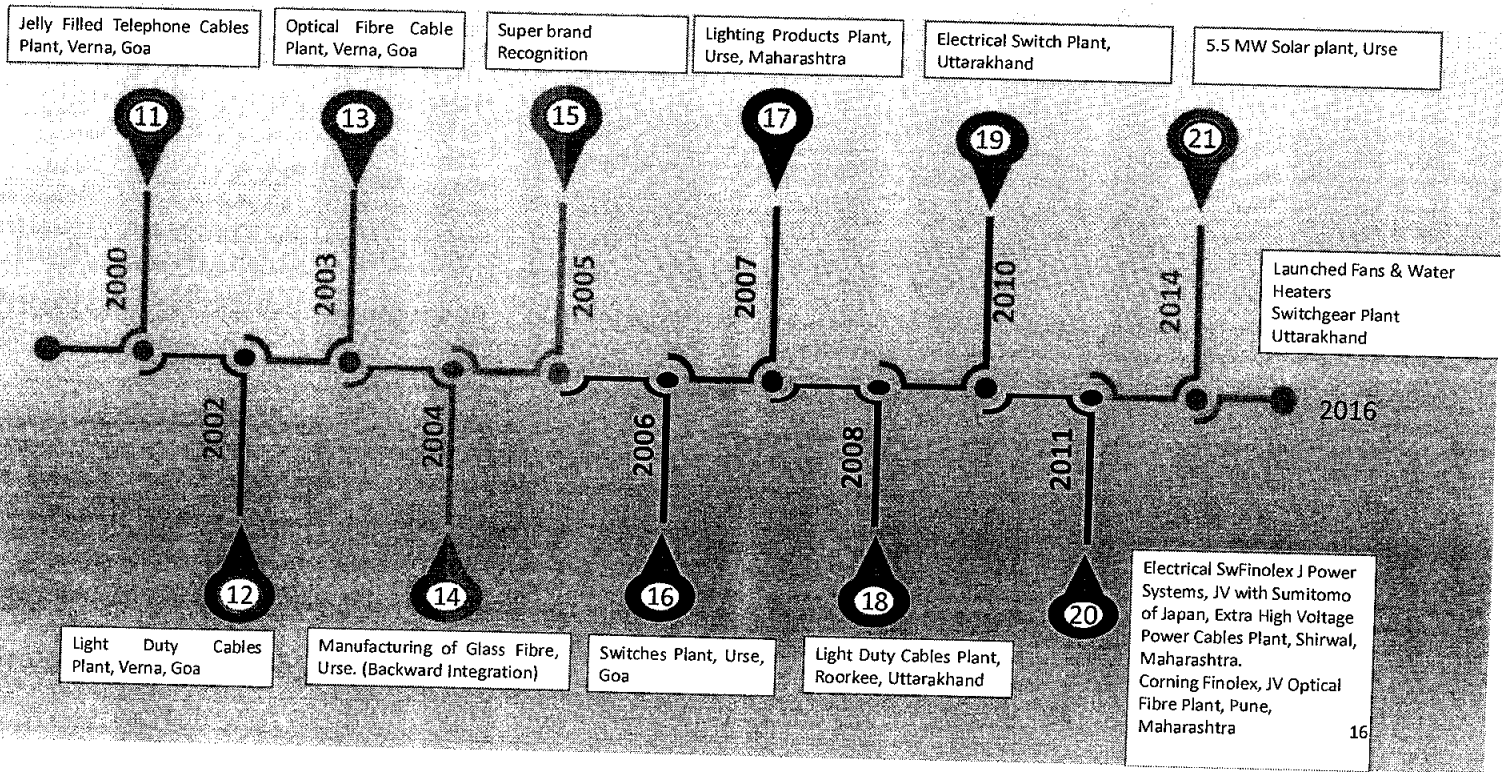 Jelly Filled Telephone Cables
Plant, Verna, Goa
Optical Fibre Cable
Plant, Verna, Goa
Super brand
Recognition
Lighting Products Plant,
Urse, Maharashtra
Electrical Switch Plant,
Uttarakhand
5.5 MW Solar plant, Urse
11
13
15
17
19
21
2000
2003
2005
2007
2010
2014
Launched Fans & Water
Heaters
Switchgear Plant
Uttarakhand
2016
2002
2004
2006
2008
2011
12
14
16
18
20
Light Duty Cables
Plant, Verna, Goa
Manufacturing of Glass Fibre,
Urse. (Backward Integration)
Switches Plant, Urse,
Goa
Light Duty Cables Plant,
Roorkee, Uttarakhand
Electrical SwFinolex J Power
Systems, JV with Sumitomo
of Japan, Extra High Voltage
Power Cables Plant, Shirwal,
Maharashtra.
Corning Finolex, JV Optical
Fibre Plant, Pune,
Maharashtra
16